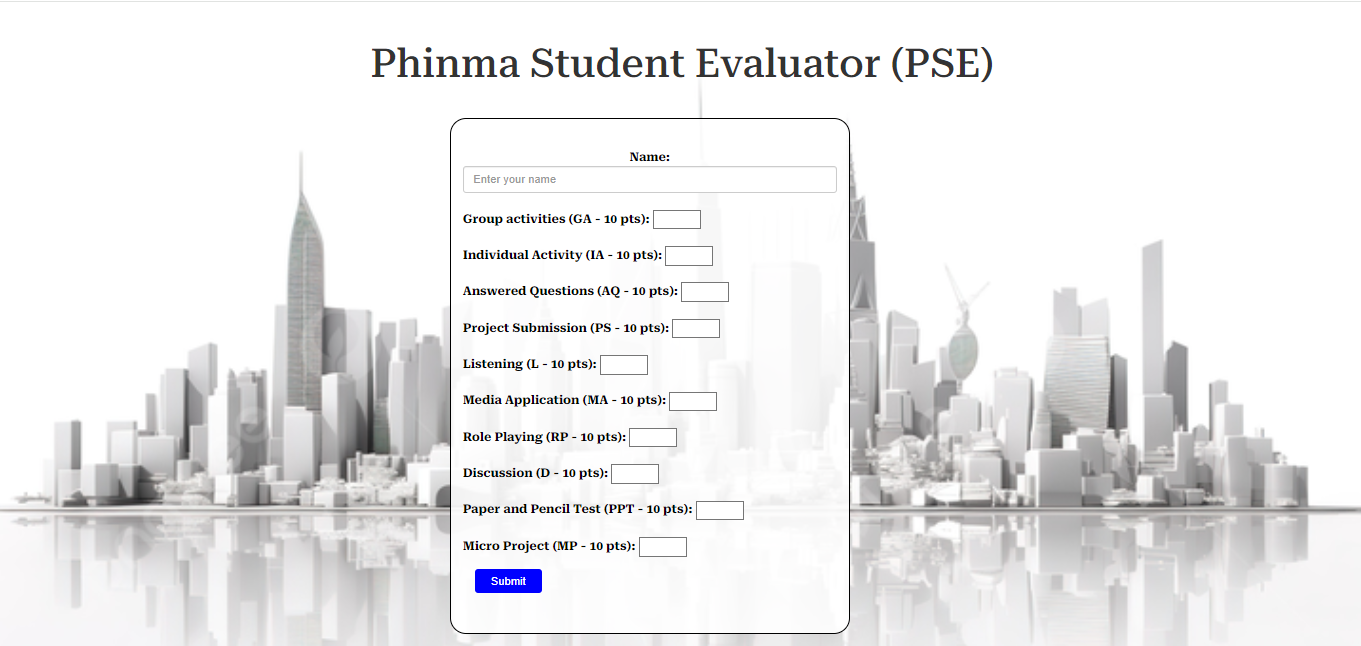 Phinma Student Evaluator (PSE)
Name:
Enter your name
Group activities (GA - 10 pts):
Individual Activity (IA - 10 pts):
Answered Questions (AQ - 10 pts):
Project Submission (PS - 10 pts):
Listening (L - 10 pts):
Media Application (MA - 10 pts):
Role Playing (RP - 10 pts):
Discussion (D - 10 pts):
Paper and Pencil Test (PPT - 10 pts):
Micro Project (MP - 10 pts):
Submit